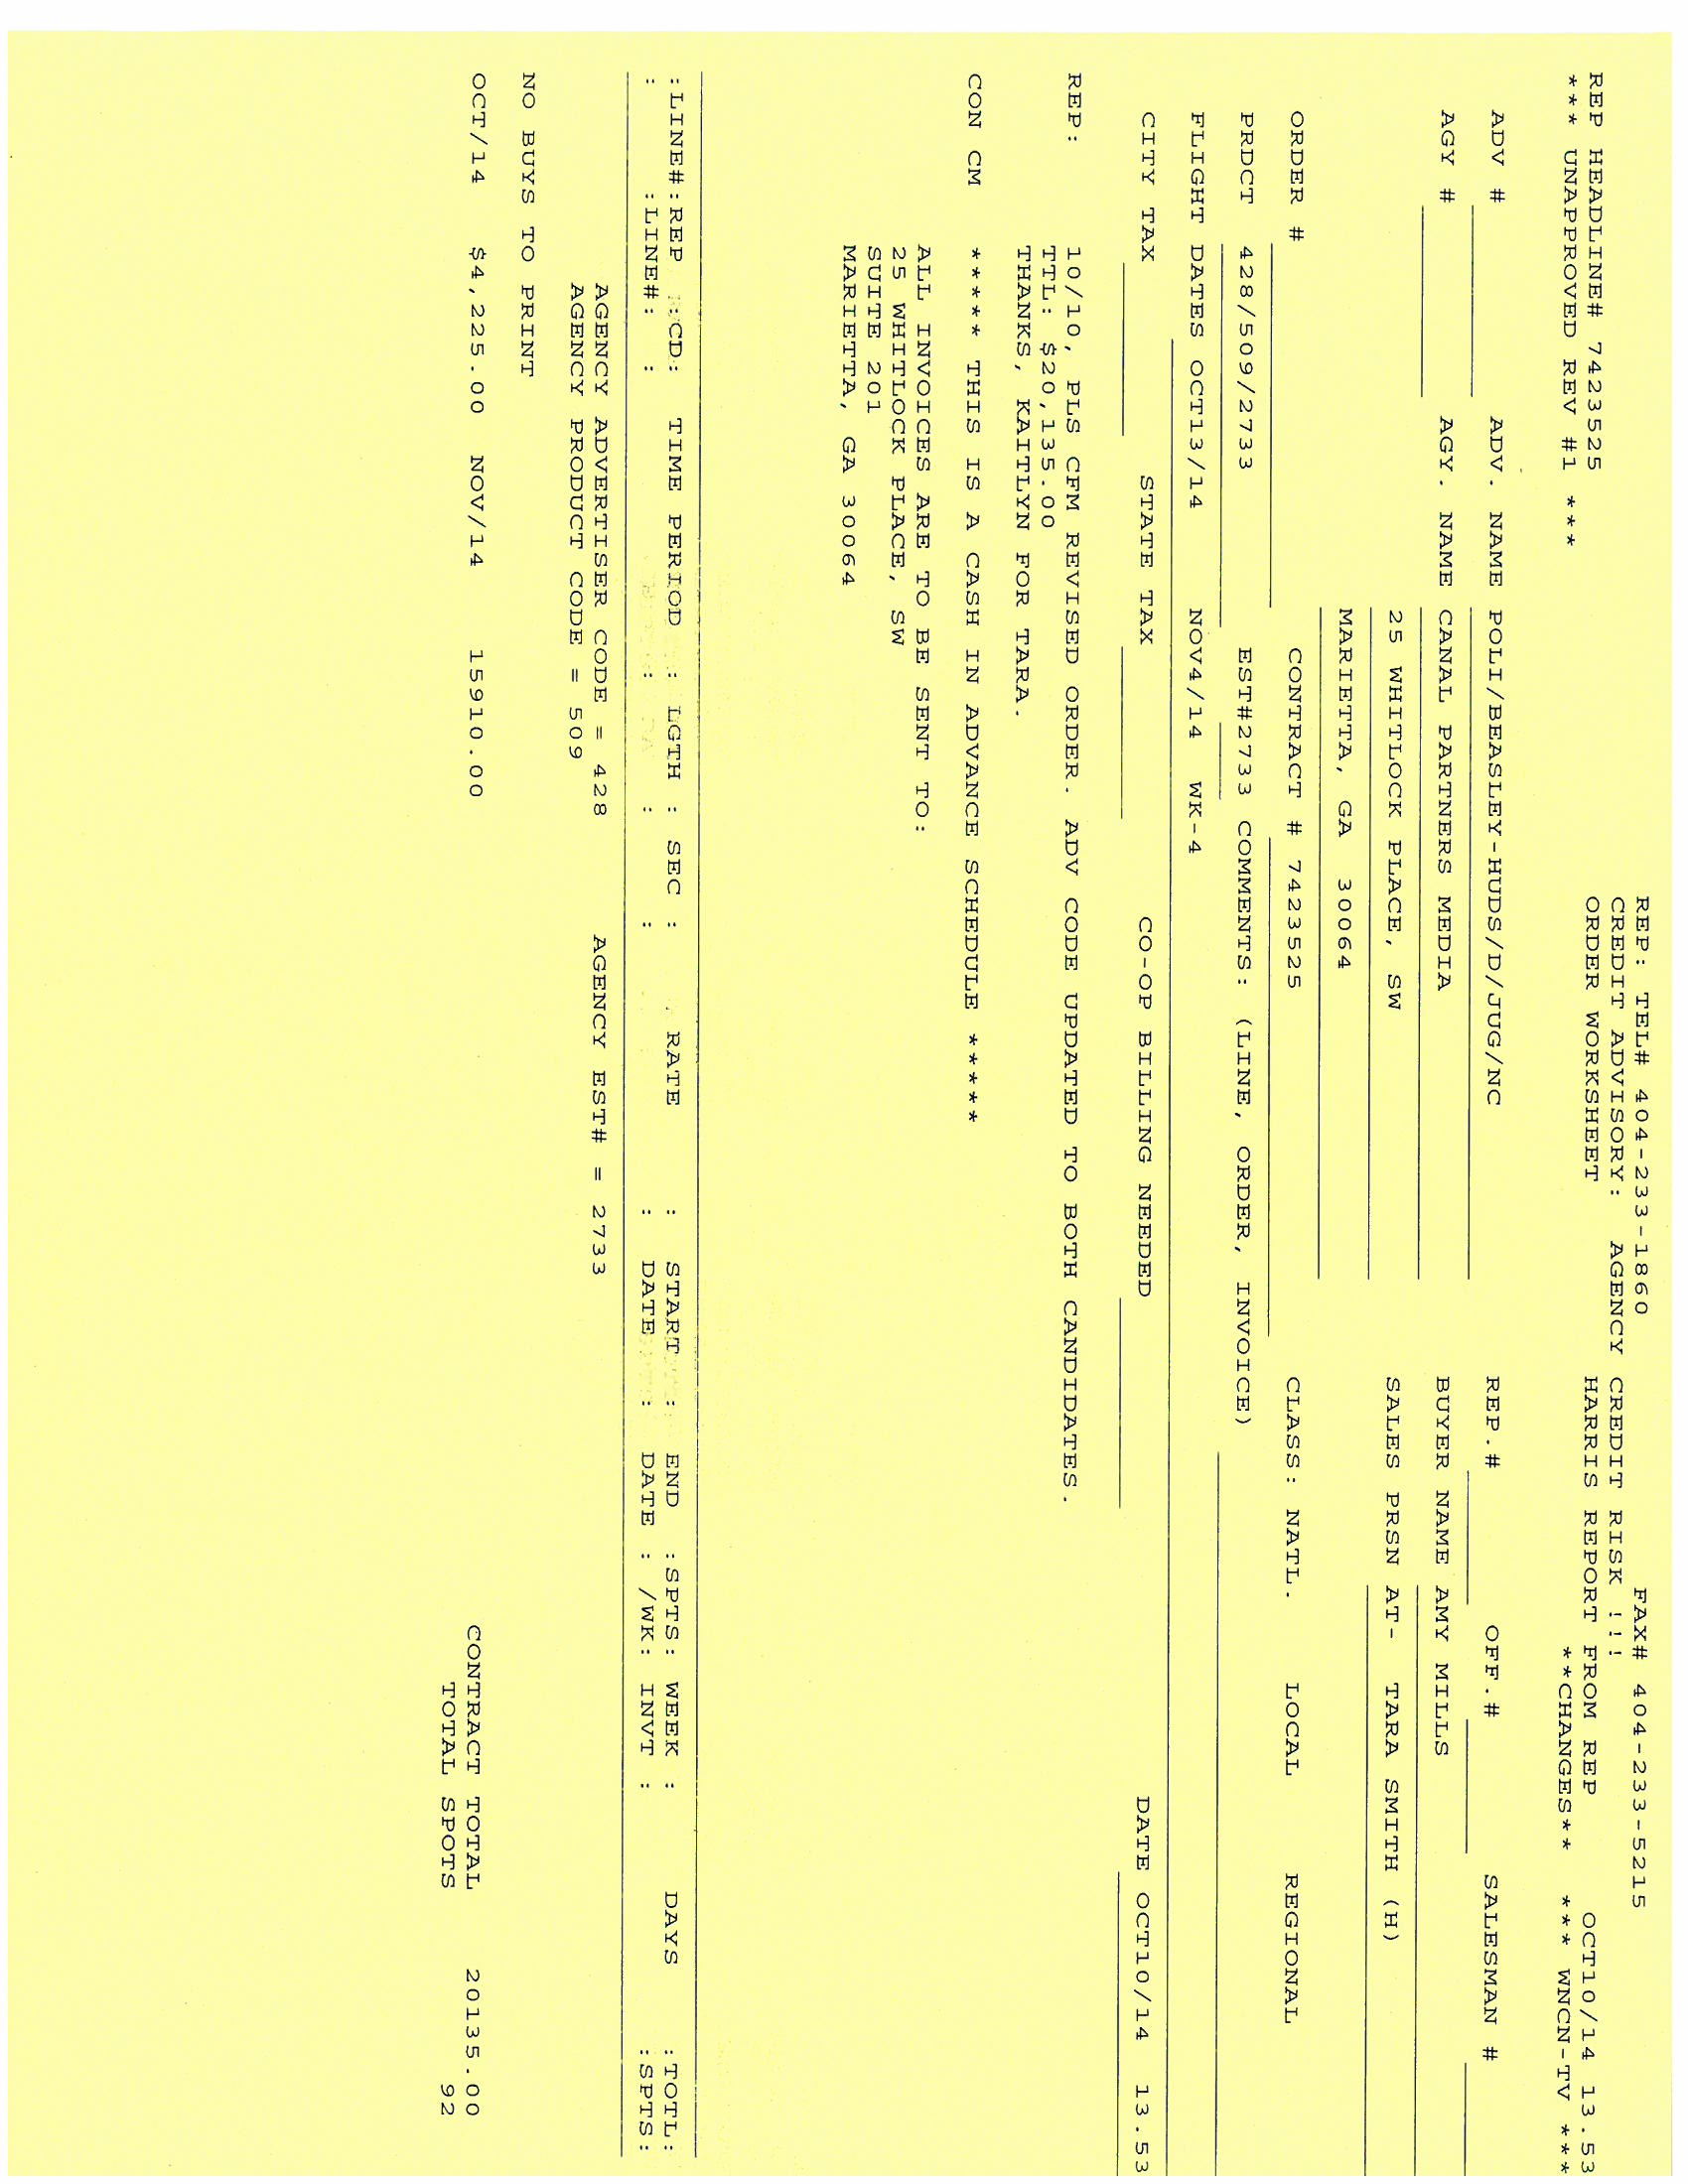 REP: TEL# 404-233-1860 FAX# 404-233-5215
CREDIT ADVISORY: AGENCY CREDIT RISK !!!
REP HEADLINE# 7423525 ORDER WORKSHEET HARRIS REPORT FROM REP OCT10/14 13.53
*** UNAPPROVED REV #1 *** **CHANGES** *** WNCN-TV ***
ADV # ADV. NAME POLI/BEASLEY-HUDS/D/JUG/NC REP.# OFF.# SALESMAN #
AGY # AGY. NAME CANAL PARTNERS MEDIA BUYER NAME AMY MILLS
25 WHITLOCK PLACE, SW SALES PRSN AT- TARA SMITH (H)
MARIETTA, GA 30064
ORDER # CONTRACT # 7423525 CLASS: NATL. LOCAL REGIONAL
PRDCT 428/509/2733 EST#2733 COMMENTS: (LINE, ORDER, INVOICE)
FLIGHT DATES OCT13/14 NOV4/14 WK-4
CITY TAX STATE TAX CO-OP BILLING NEEDED DATE OCT10/14 13.53
REP: 10/10, PLS CFM REVISED ORDER. ADV CODE UPDATED TO BOTH CANDIDATES.
TTL: $20,135.00
THANKS, KAITLYN FOR TARA.
CON CM ***** THIS IS A CASH IN ADVANCE SCHEDULE *****
ALL INVOICES ARE TO BE SENT TO:
25 WHITLOCK PLACE, SW
SUITE 201
MARIETTA, GA 30064
:LINE#:REP :CD: TIME PERIOD : LGTH : SEC : RATE : START : END :SPTS: WEEK : DAYS :TOTL:
: :LINE#: : : : : : DATE : DATE : /WK: INVT : :SPTS:
AGENCY ADVERTISER CODE = 428 AGENCY EST# = 2733
AGENCY PRODUCT CODE = 509
NO BUYS TO PRINT
OCT/14 $4,225.00 NOV/14 15910.00 CONTRACT TOTAL 20135.00
TOTAL SPOTS 92